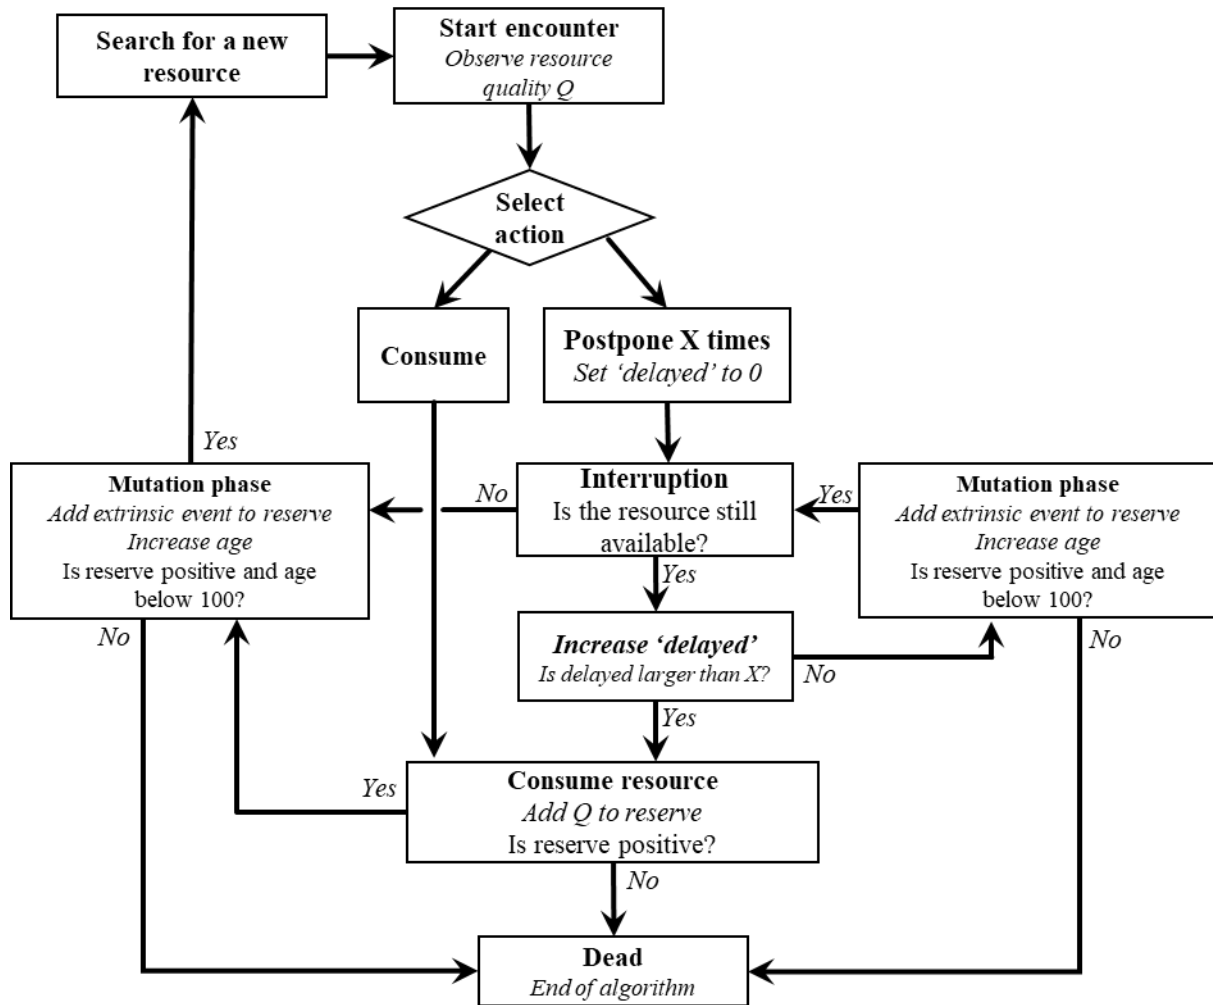 Search for a new
resource
Start encounter
Observe resource
quality Q
Select
action
Consume
Postpone X times
Set ‘delayed’ to 0
Yes
Mutation phase
Add extrinsic event to reserve
Increase age
Is reserve positive and age
below 100?
No
Interruption
Is the resource still
available?
Yes
Mutation phase
Add extrinsic event to reserve
Increase age
Is reserve positive and age
below 100?
Yes
No
Increase ‘delayed’
Is delayed larger than X?
No
No
Yes
Yes
Consume resource
Add Q to reserve
Is reserve positive?
No
Dead
End of algorithm